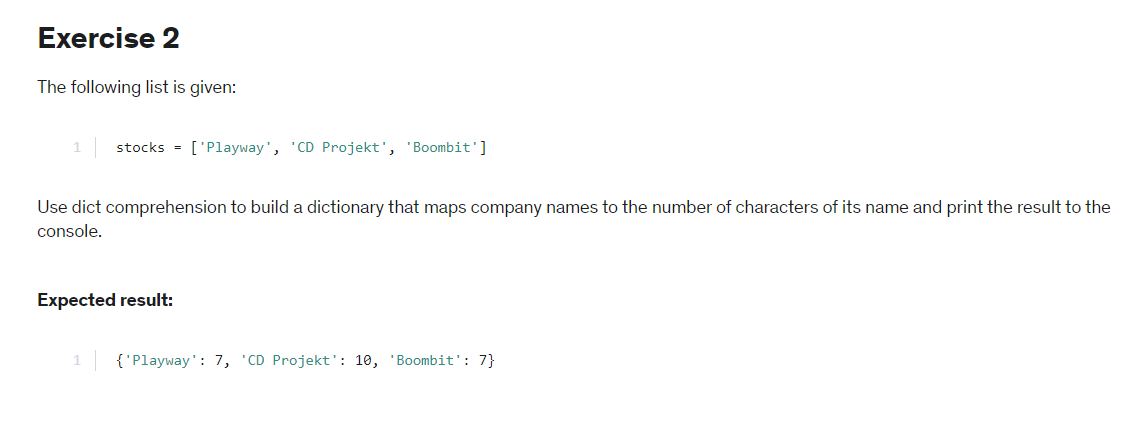 Exercise 2
The following list is given:
1 stocks = ['Playway', 'CD Projekt', 'Boombit']
Use dict comprehension to build a dictionary that maps company names to the number of characters of its name and print the result to the
console.
Expected result:
1 {'Playway': 7, 'CD Projekt': 10, 'Boombit': 7}